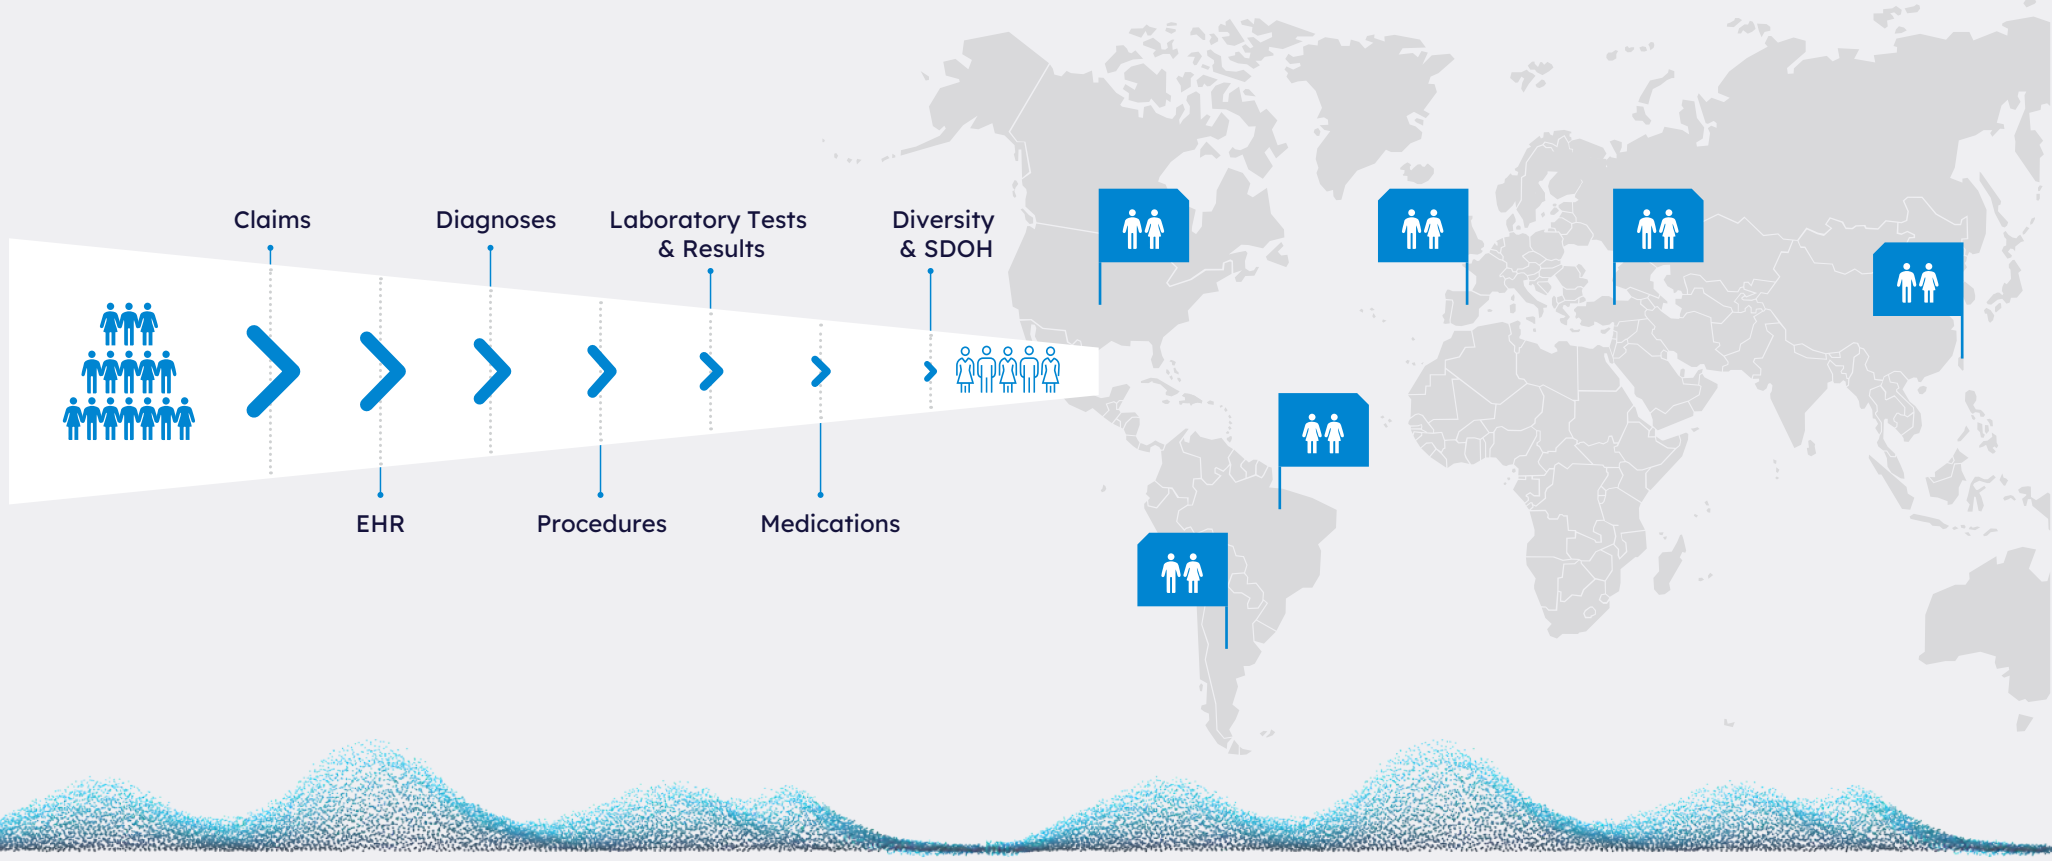 Claims
Diagnoses
Laboratory Tests
& Results
Diversity
& SDOH
EHR
Procedures
Medications